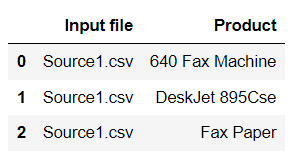 Input file Product
0 Source1.csv 640 Fax Machine
1 Source1.csv DeskJet 895Cse
2 Source1.csv Fax Paper